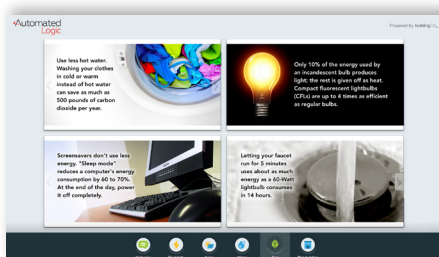 Automated
Logic
Powered by building
Use less hot water.
Washing your clothes
in cold or warm
instead of hot water
can save as much as
500 pounds of carbon
dioxide per year.
Only 10% of the energy used by
an incandescent bulb produces
light; the rest is given off as heat.
Compact fluorescent lightbulbs
(CFLs) are up to 4 times as efficient
as regular bulbs.
Screensavers don't use less
energy. "Sleep mode"
reduces a computer's energy
consumption by 60 to 70%.
At the end of the day, power
it off completely.
Letting your faucet
run for 5 minutes
uses about as much
energy as a 60-Watt
lightbulb consumes
in 14 hours.